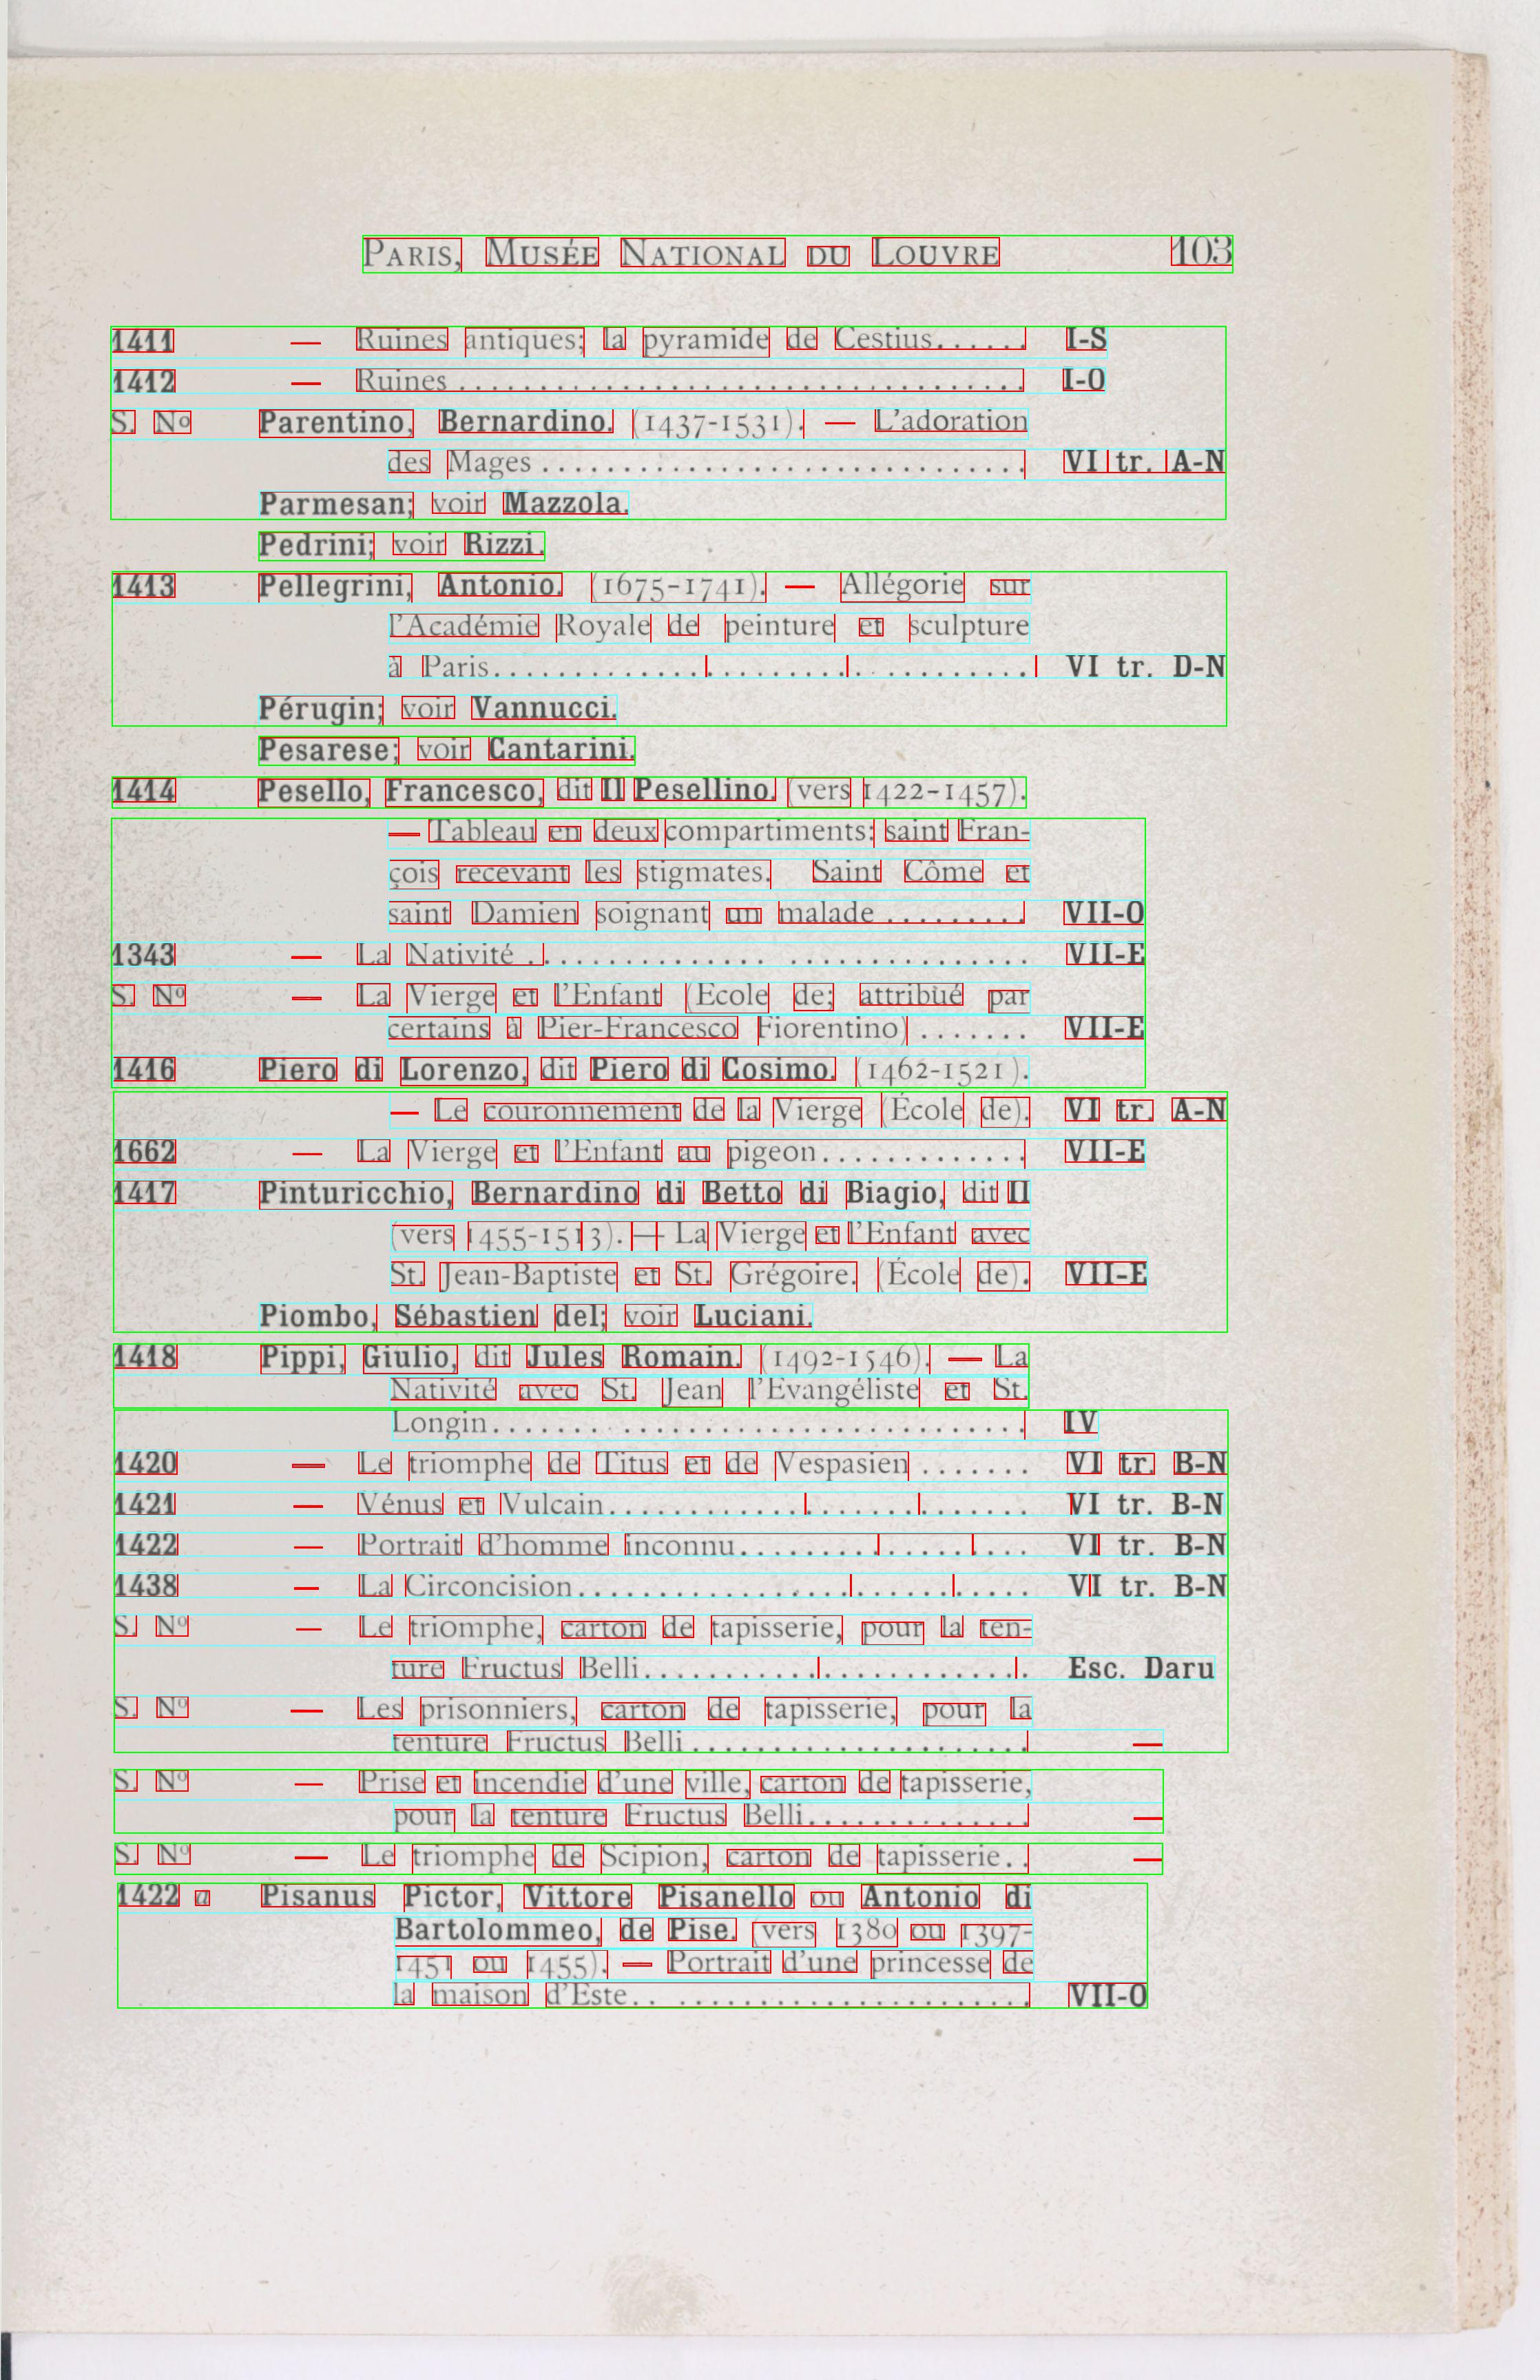 PARIS, MUSÉE NATIONAL DU LOUVRE 103
1411 — Ruines antiques; la pyramide de Cestius...... I-S
1412 — Ruines ................................... I-O
S. Nº Parentino, Bernardino. (1437-1531). — L'adoration
des Mages .............................. VI tr. A-N
Parmesan; voir Mazzola.
Pedrini; voir Rizzi.
1413 Pellegrini, Antonio. (1675-1741). — Allégorie sur
l'Académie Royale de peinture et sculpture
à Paris................................. VI tr. D-N
Pérugin; voir Vannucci.
Pesarese; voir Cantarini.
1414 Pesello, Francesco, dit Il Pesellino. (vers 1422-1457).
— Tableau en deux compartiments: saint Fran-
çois recevant les stigmates. Saint Côme et
saint Damien soignant un malade ......... VII-O
1343 — La Nativité ............................... VII-E
S. Nº — La Vierge et l'Enfant (École de; attribué par
certains à Pier-Francesco Fiorentino) ....... VII-E
1416 Piero di Lorenzo, dit Piero di Cosimo. (1462-1521).
— Le couronnement de la Vierge (École de). VI tr. A-N
1662 — La Vierge et l'Enfant au pigeon............. VII-E
1417 Pinturicchio, Bernardino di Betto di Biagio, dit Il
(vers 1455-1513). — La Vierge et l'Enfant avec
St. Jean-Baptiste et St. Grégoire. (École de). VII-E
Piombo, Sébastien del; voir Luciani.
1418 Pippi, Giulio, dit Jules Romain. (1492-1546). — La
Nativité avec St. Jean l'Évangéliste et St.
Longin................................. IV
1420 — Le triomphe de Titus et de Vespasien ....... VI tr. B-N
1421 — Vénus et Vulcain.......................... VI tr. B-N
1422 — Portrait d'homme inconnu.................. VI tr. B-N
1438 — La Circoncision............................ VI tr. B-N
S. Nº — Le triomphe, carton de tapisserie, pour la ten-
ture Fructus Belli........................ Esc. Daru
S. Nº — Les prisonniers, carton de tapisserie, pour la
tenture Fructus Belli ..................... —
S. Nº — Prise et incendie d'une ville, carton de tapisserie,
pour la tenture Fructus Belli.............. —
S. Nº — Le triomphe de Scipion, carton de tapisserie.. —
1422 a Pisanus Pictor, Vittore Pisanello ou Antonio di
Bartolommeo, de Pise. (vers 1380 ou 1397-
1451 ou 1455). — Portrait d'une princesse de
la maison d'Este.. ...................... VII-O